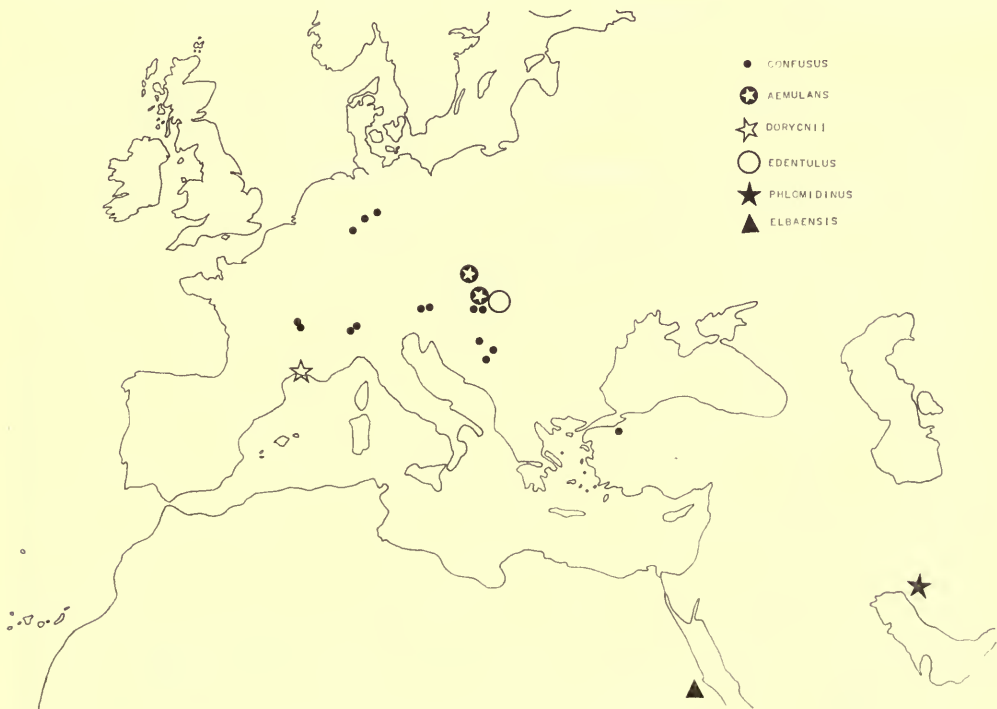 CONFUSUS
AEMULANS
DORYCNII
EDENTULUS
PHLOMIDINUS
ELBAENSIS